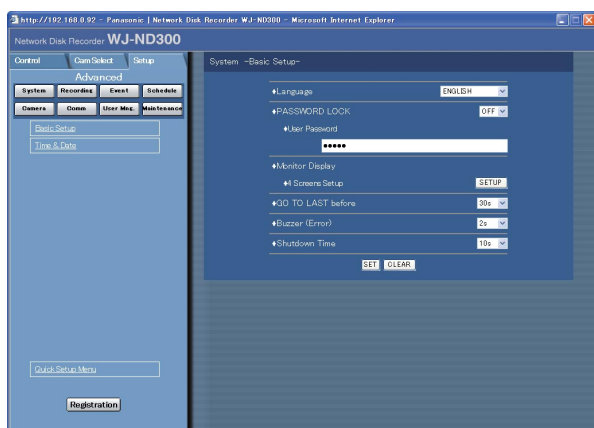 http://192.168.0.92 - Panasonic | Network Disk Recorder WJ-ND300 - Microsoft Internet Explorer
Network Disk Recorder WJ-ND300
Control Cam Select Setup
Advanced
System Recording Event Schedule
Camera Comm User Mng. Maintenance
Basic Setup
Time & Date
Quick Setup Menu
Registration
System -Basic Setup-
♦Language ENGLISH
♦PASSWORD LOCK OFF
♦User Password
●●●●●
♦Monitor Display
♦4 Screens Setup SETUP
♦GO TO LAST before 30s
♦Buzzer (Error) 2s
♦Shutdown Time 10s
SET CLEAR